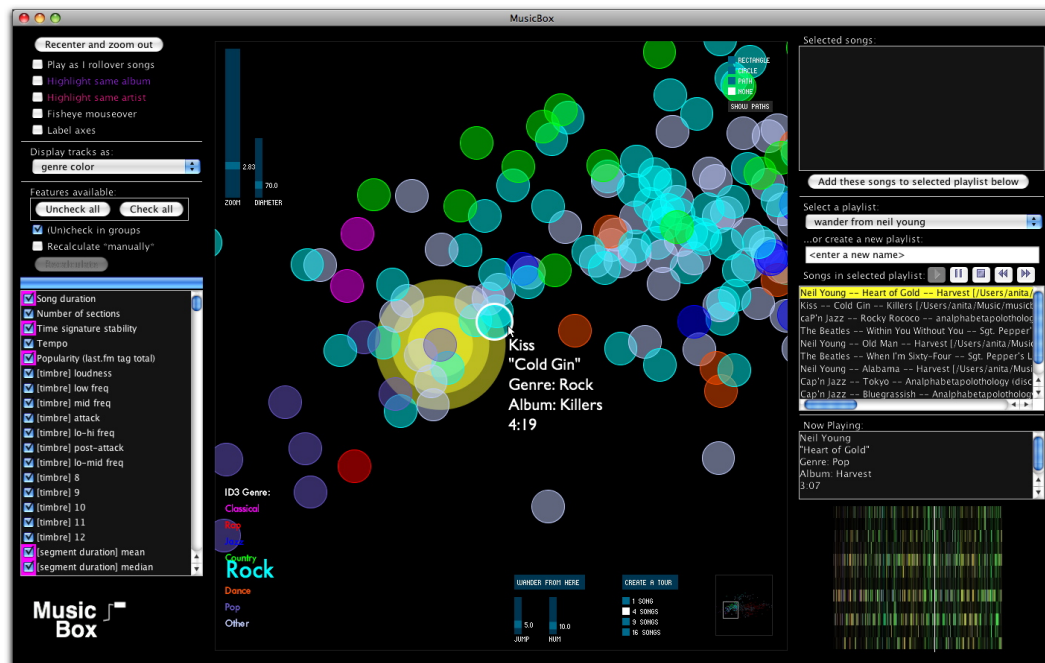 MusicBox
Recenter and zoom out
Play as I rollover songs
Highlight same album
Highlight same artist
Fisheye mouseover
Label axes
Display tracks as:
genre color
Features available:
Uncheck all
Check all
(Un)check in groups
Recalculate "manually"
Song duration
Number of sections
Time signature stability
Tempo
Popularity (last.fm tag total)
[timbre] loudness
[timbre] low freq
[timbre] mid freq
[timbre] attack
[timbre] lo-hi freq
[timbre] post-attack
[timbre] lo-mid freq
[timbre] 8
[timbre] 9
[timbre] 10
[timbre] 11
[timbre] 12
[segment duration] mean
[segment duration] median
Music
Box
2.83
70.0
ZOOM
DIAMETER
RECTANGLE
CIRCLE
PATH
NONE
SHOW PATHS
Kiss
"Cold Gin"
Genre: Rock
Album: Killers
4:19
ID3 Genre:
Classical
Rap
Jazz
Country
Rock
Dance
Pop
Other
WANDER FROM HERE
5.0
10.0
JUMP
NUM
CREATE A TOUR
1 SONG
4 SONGS
9 SONGS
16 SONGS
Selected songs:
Add these songs to selected playlist below
Select a playlist:
wander from neil young
...or create a new playlist:
<enter a new name>
Songs in selected playlist:
Neil Young -- Heart of Gold -- Harvest [/Users/anita/
Kiss -- Cold Gin -- Killers [/Users/anita/Music/musicb
caP'n Jazz -- Rocky Rococo -- analphabetapolotholog
The Beatles -- Within You Without You -- Sgt. Pepper'
Neil Young -- Old Man -- Harvest [/Users/anita/Music
The Beatles -- When I'm Sixty-Four -- Sgt. Pepper's L
Neil Young -- Alabama -- Harvest [/Users/anita/Musi
Cap'n Jazz -- Tokyo -- Analphabetapolothology (disc
Cap'n Jazz -- Bluegrassish -- Analphabetapolotholog
Now Playing:
Neil Young
"Heart of Gold"
Genre: Pop
Album: Harvest
3:07